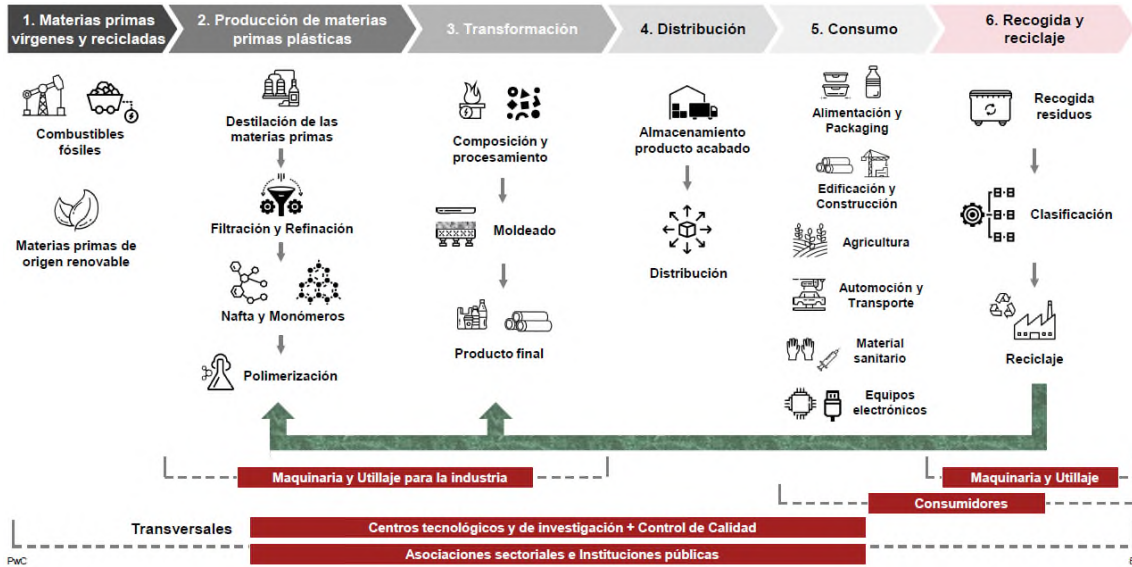 1. Materias primas
vírgenes y recicladas
2. Producción de materias
primas plásticas
3. Transformación
4. Distribución
5. Consumo
6. Recogida y
reciclaje
Combustibles
fósiles
Materias primas de
origen renovable
Destilación de las
materias primas
Filtración y Refinación
Nafta y Monómeros
Polimerización
Composición y
procesamiento
Moldeado
Producto final
Almacenamiento
producto acabado
Distribución
Alimentación y
Packaging
Edificación y
Construcción
Agricultura
Automoción y
Transporte
Material
sanitario
Equipos
electrónicos
Recogida
residuos
Clasificación
Reciclaje
Maquinaria y Utillaje para la industria
Maquinaria y Utillaje
Consumidores
Transversales
Centros tecnológicos y de investigación + Control de Calidad
Asociaciones sectoriales e Instituciones públicas
PwC